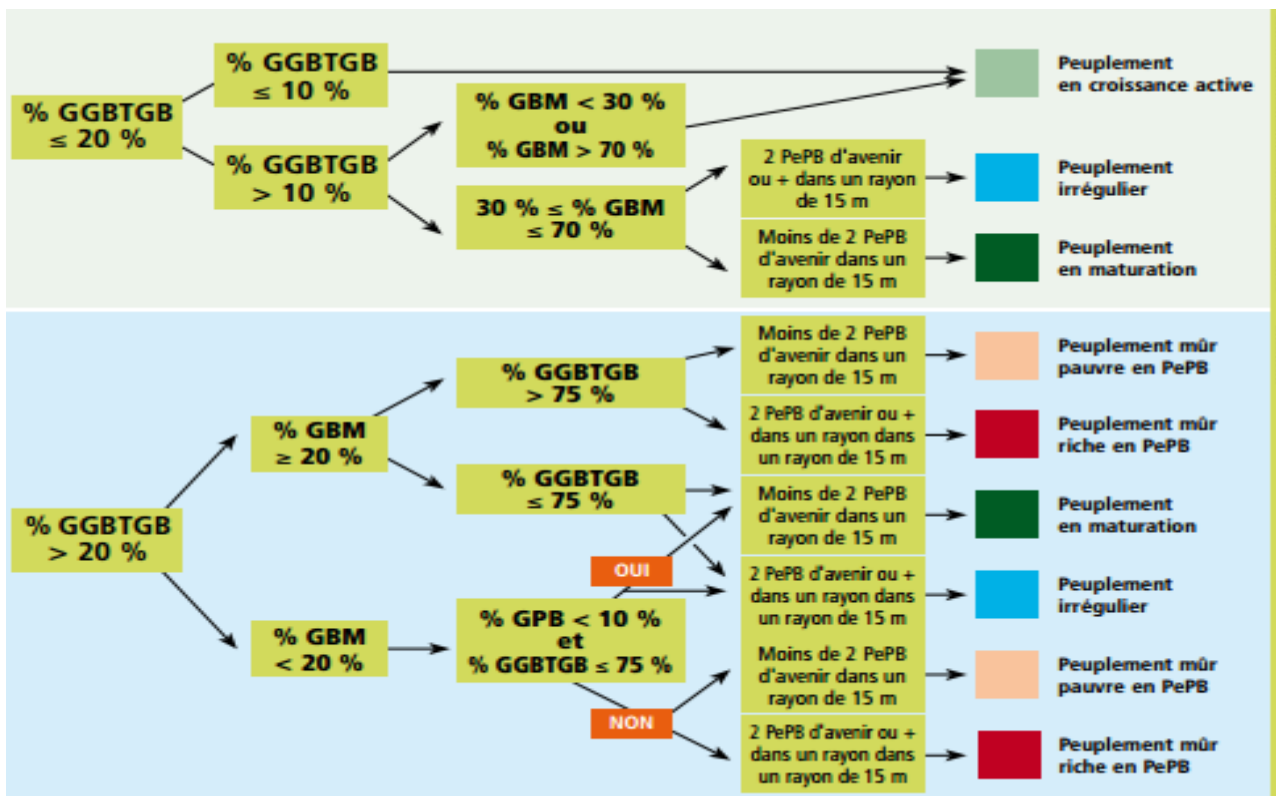 % GGBTGB
≤ 20 %
% GGBTGB
≤ 10 %
% GGBTGB
> 10 %
% GBM < 30 %
ou
% GBM > 70 %
30 % ≤ % GBM
≤ 70 %
2 PePB d'avenir
ou + dans un rayon
de 15 m
Moins de 2 PePB
d'avenir dans un
rayon de 15 m
Peuplement
en croissance active
Peuplement
irrégulier
Peuplement
en maturation
% GGBTGB
> 20 %
% GBM
≥ 20 %
% GBM
< 20 %
% GGBTGB
> 75 %
% GGBTGB
≤ 75 %
OUI
% GPB < 10 %
et
% GGBTGB ≤ 75 %
NON
Moins de 2 PePB
d'avenir dans un
rayon de 15 m
Peuplement mûr
pauvre en PePB
2 PePB d'avenir ou +
dans un rayon dans
un rayon de 15 m
Peuplement mûr
riche en PePB
Moins de 2 PePB
d'avenir dans un
rayon de 15 m
Peuplement
en maturation
2 PePB d'avenir ou +
dans un rayon dans
un rayon de 15 m
Peuplement
irrégulier
Moins de 2 PePB
d'avenir dans un
rayon de 15 m
Peuplement mûr
pauvre en PePB
2 PePB d'avenir ou +
dans un rayon dans
un rayon de 15 m
Peuplement mûr
riche en PePB